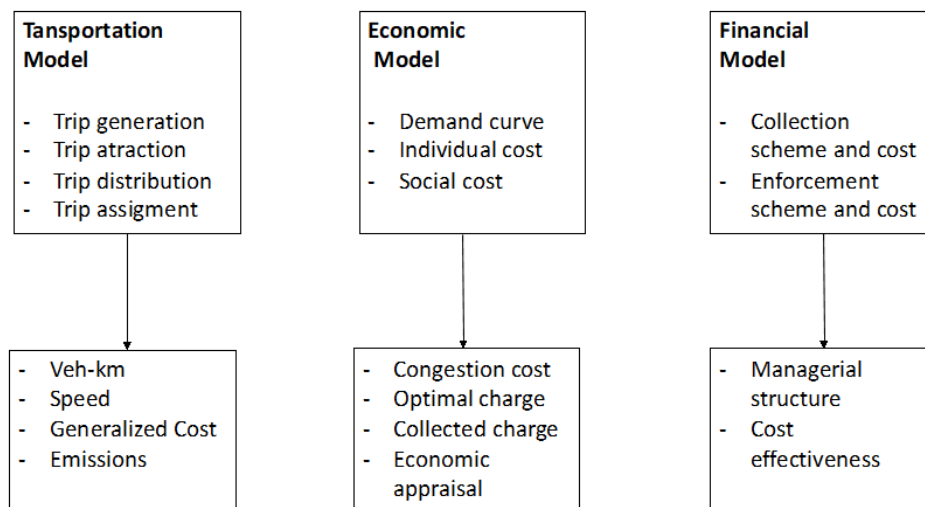 Tansportation
Model
- Trip generation
- Trip atraction
- Trip distribution
- Trip assigment
Economic
Model
- Demand curve
- Individual cost
- Social cost
Financial
Model
- Collection
scheme and cost
- Enforcement
scheme and cost
- Veh-km
- Speed
- Generalized Cost
- Emissions
- Congestion cost
- Optimal charge
- Collected charge
- Economic
appraisal
- Managerial
structure
- Cost
effectiveness